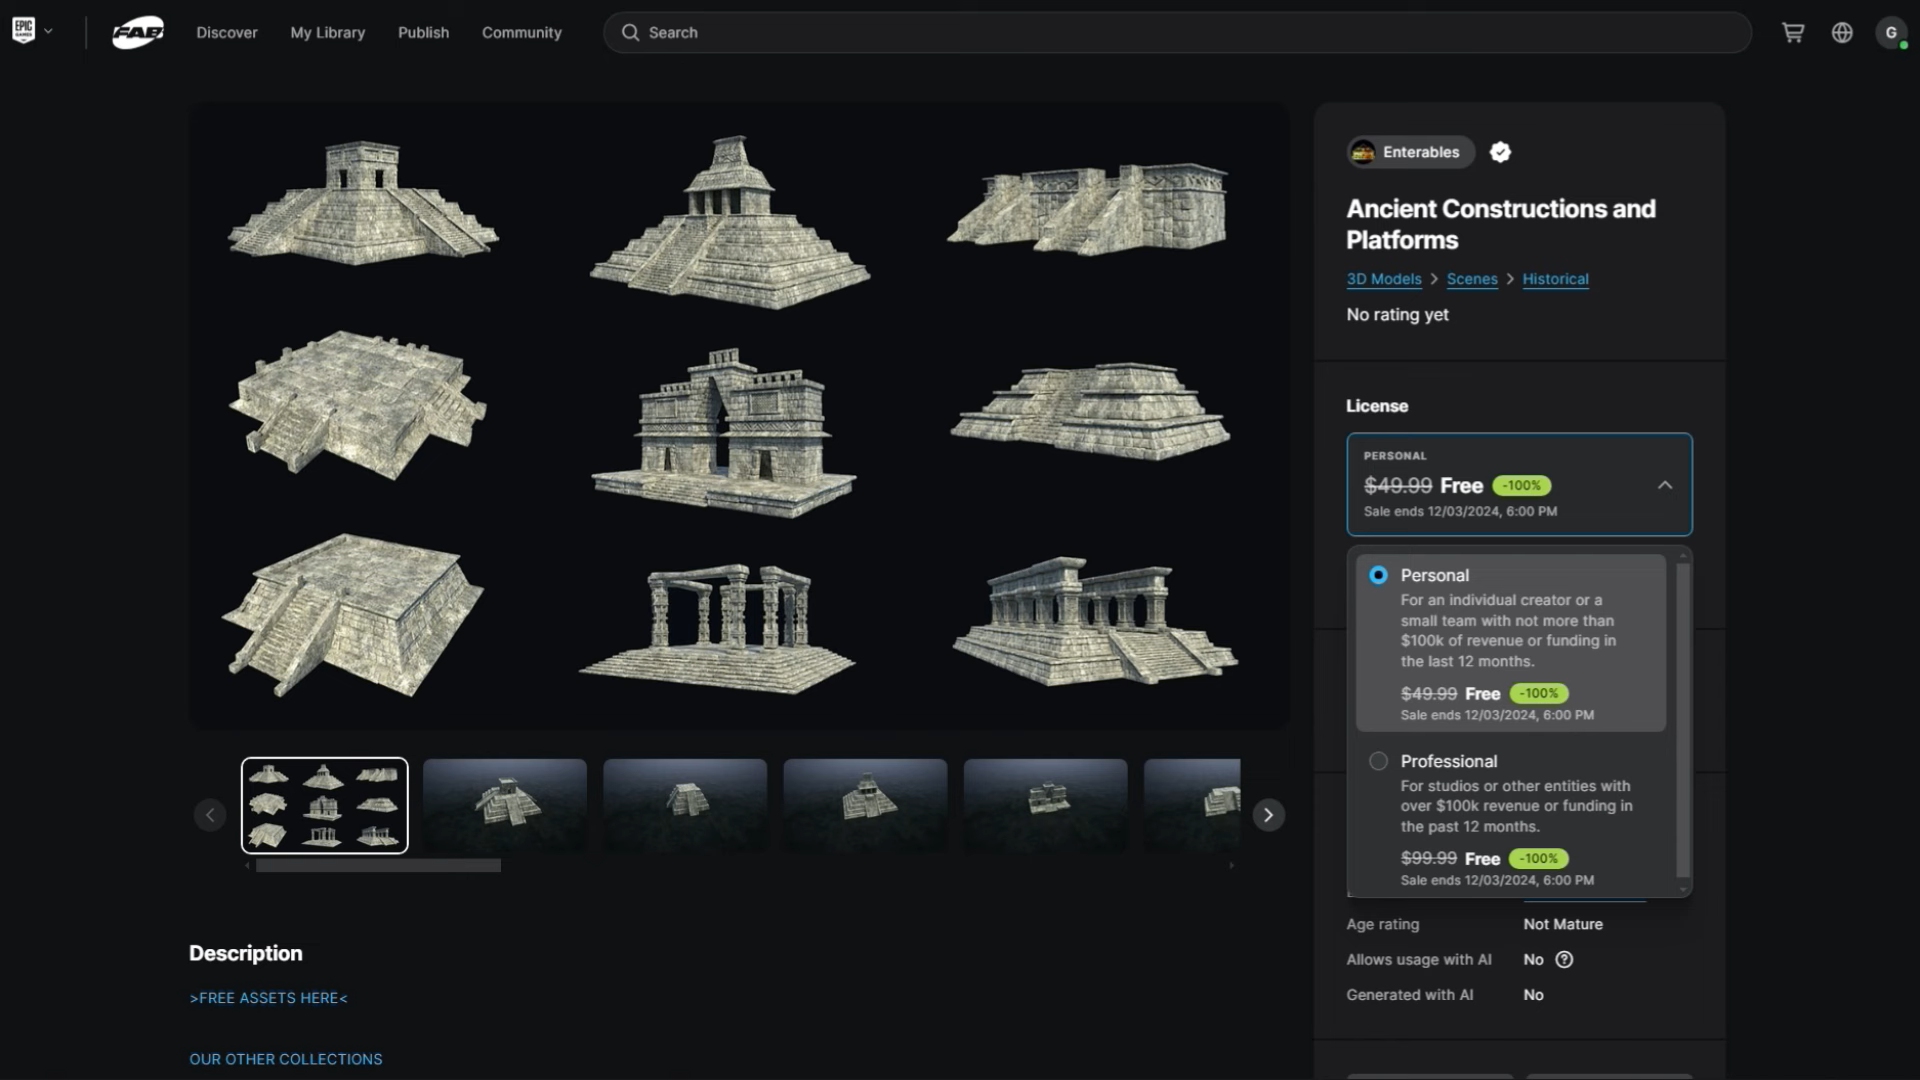 EPIC GAMES
FAB
Discover
My Library
Publish
Community
Search
G
Enterables
Ancient Constructions and
Platforms
3D Models > Scenes > Historical
No rating yet
License
PERSONAL
$49.99 Free -100%
Sale ends 12/03/2024, 6:00 PM
Personal
For an individual creator or a
small team with not more than
$100k of revenue or funding in
the last 12 months.
$49.99 Free -100%
Sale ends 12/03/2024, 6:00 PM
Professional
For studios or other entities with
over $100k revenue or funding in
the past 12 months.
$99.99 Free -100%
Sale ends 12/03/2024, 6:00 PM
Age rating Not Mature
Allows usage with AI No ?
Generated with AI No
Description
>FREE ASSETS HERE<
OUR OTHER COLLECTIONS